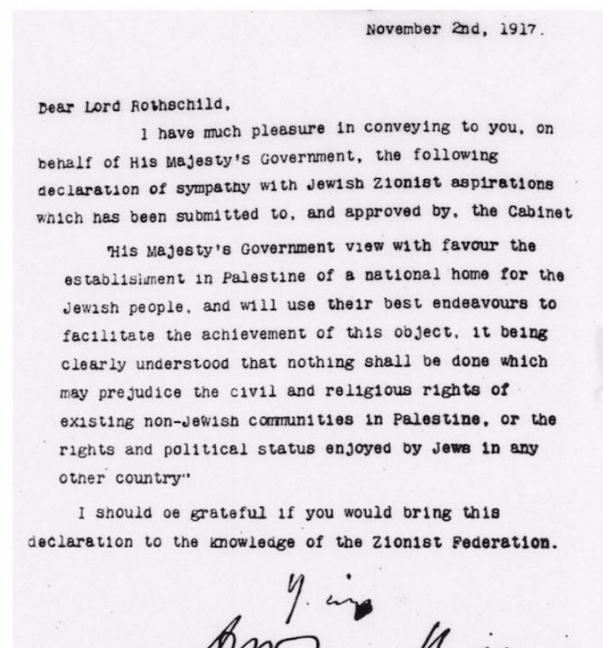 November 2nd, 1917.
Dear Lord Rothschild,
I have much pleasure in conveying to you, on
behalf of His Majesty's Government, the following
declaration of sympathy with Jewish Zionist aspirations
which has been submitted to, and approved by, the Cabinet
"His Majesty's Government view with favour the
establishment in Palestine of a national home for the
Jewish people, and will use their best endeavours to
facilitate the achievement of this object, it being
clearly understood that nothing shall be done which
may prejudice the civil and religious rights of
existing non-Jewish communities in Palestine, or the
rights and political status enjoyed by Jews in any
other country"
I should be grateful if you would bring this
declaration to the knowledge of the Zionist Federation.